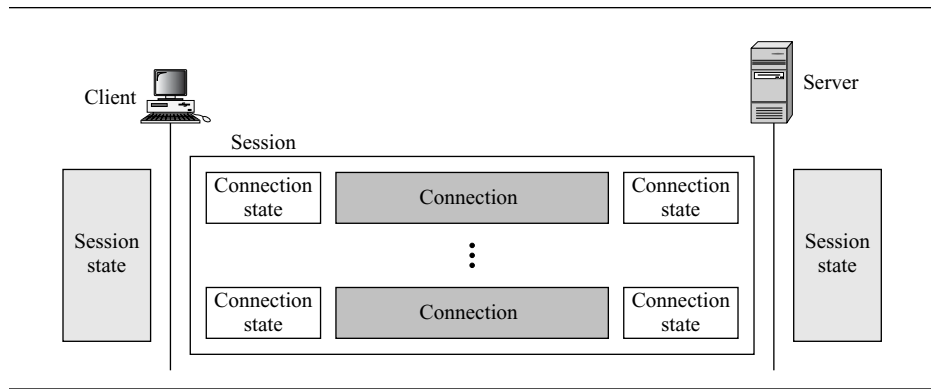 Client
Server
Session
Session
state
Connection
state
Connection
Connection
state
Session
state
Connection
state
Connection
Connection
state